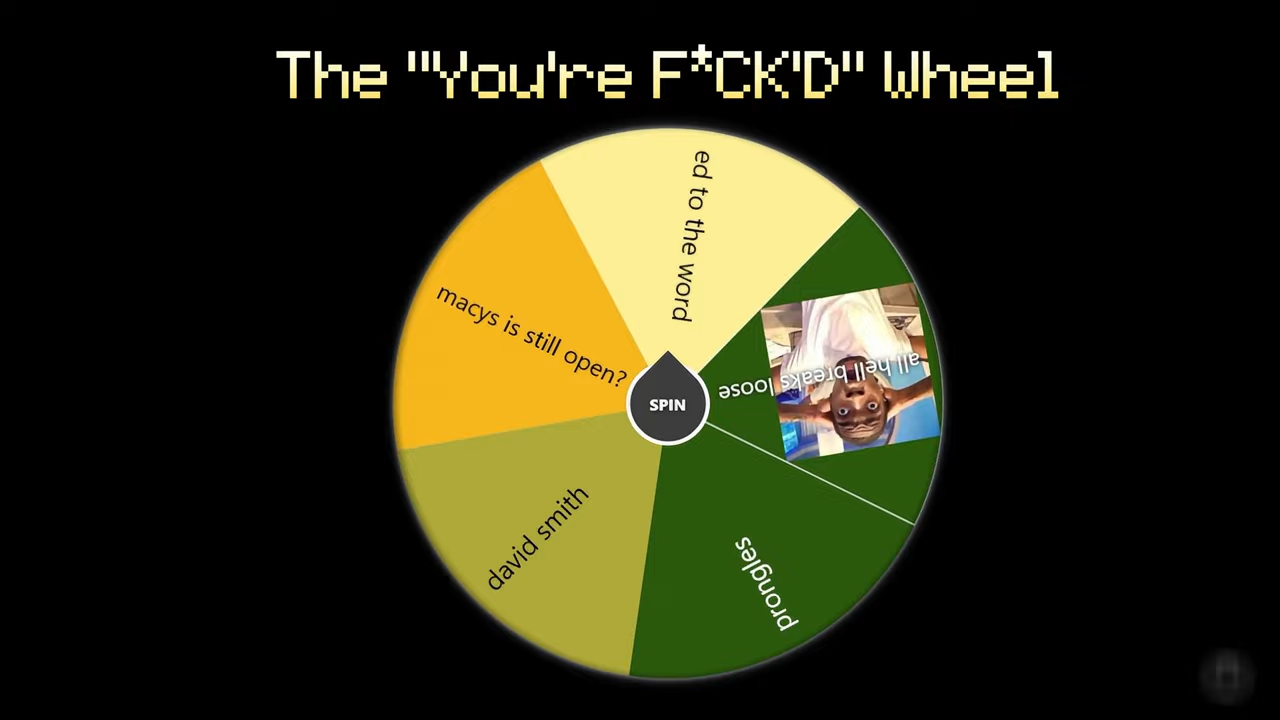 The "You're F*CK'D" Wheel
ed to the word
all hell breaks loose
prongles
david smith
macys is still open?
SPIN